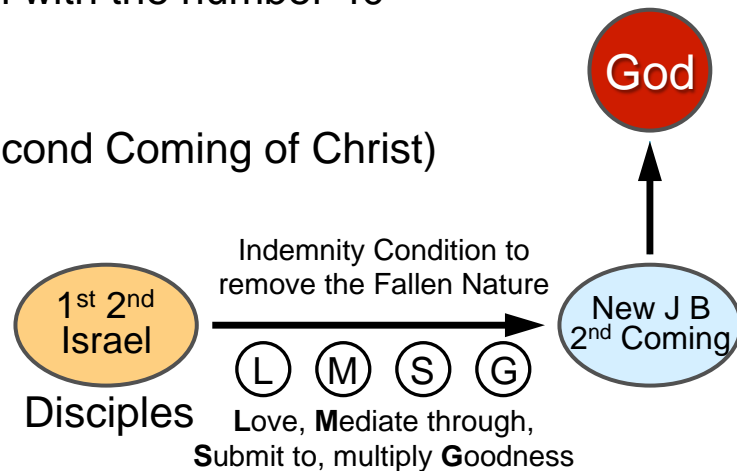 God
cond Coming of Christ)
Indemnity Condition to
remove the Fallen Nature
1st 2nd
Israel
New J B
2nd Coming
L M S G
Disciples
Love, Mediate through,
Submit to, multiply Goodness